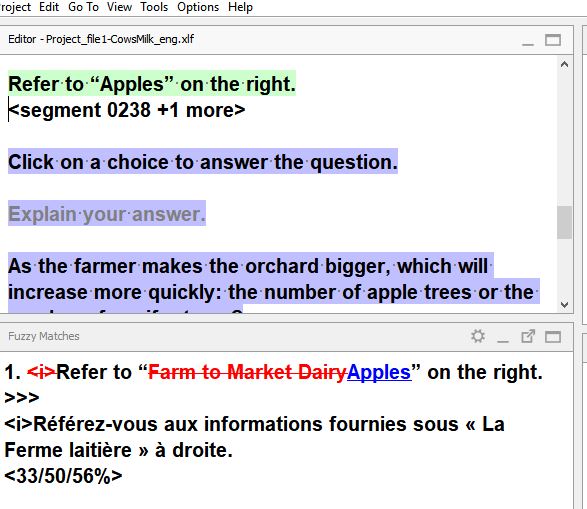 roject Edit Go To View Tools Options Help
Editor - Project_file1-CowsMilk_eng.xlf
Refer to “Apples” on the right.
<segment 0238 +1 more>
Click on a choice to answer the question.
Explain your answer.
As the farmer makes the orchard bigger, which will
increase more quickly: the number of apple trees or the
Fuzzy Matches
1. <i>Refer to “Farm to Market DairyApples” on the right.
>>>
<i>Référez-vous aux informations fournies sous « La
Ferme laitière » à droite.
<33/50/56%>